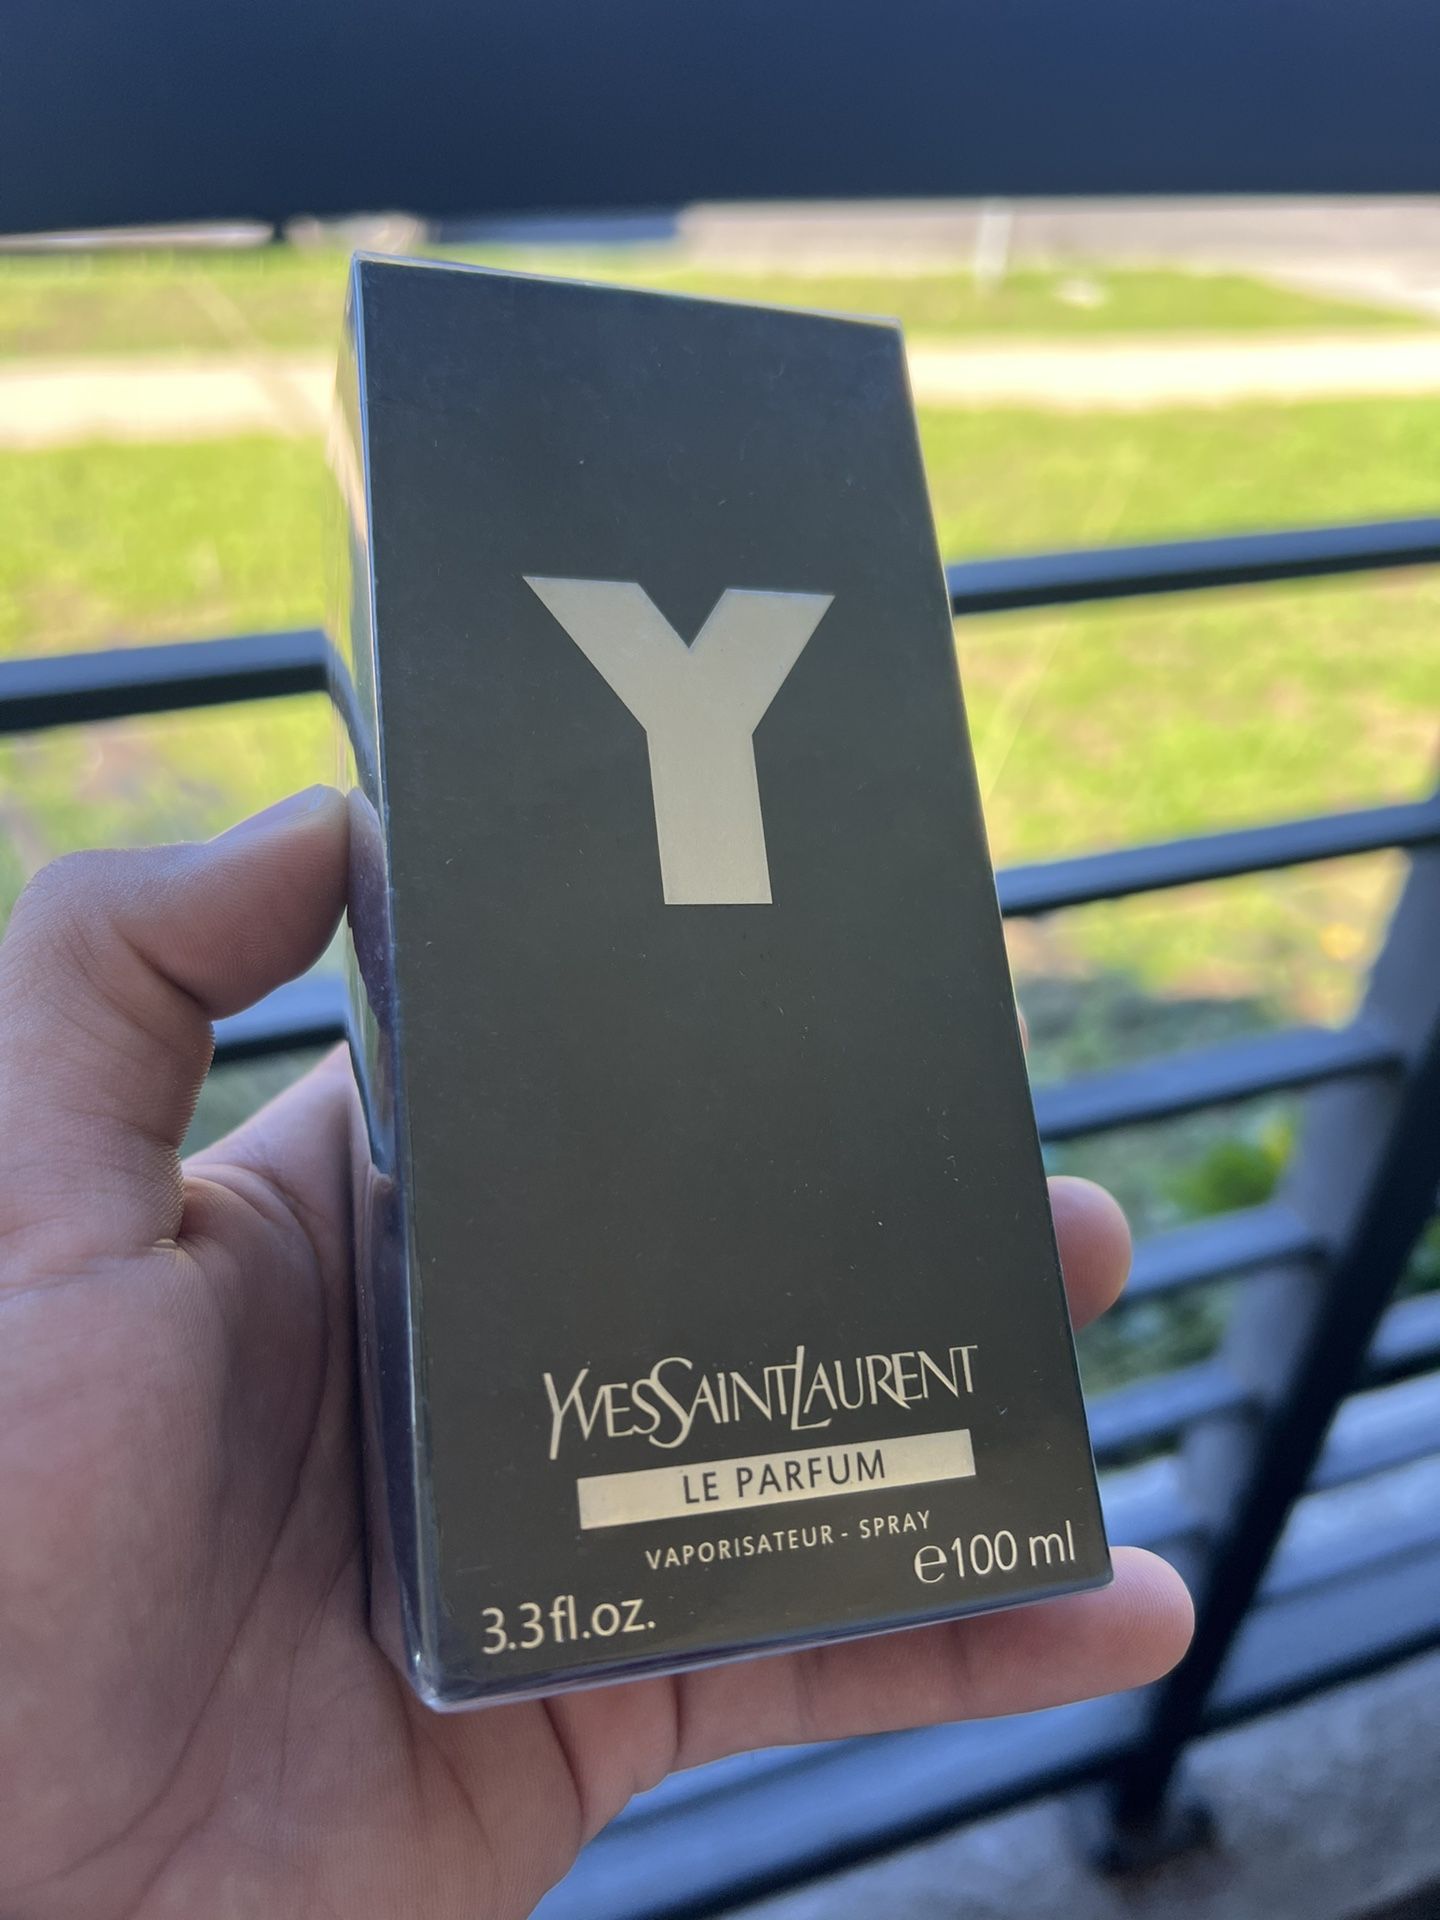 Y
YVESSAINTLAURENT
LE PARFUM
VAPORISATEUR - SPRAY
℮100 ml
3.3 fl.oz.